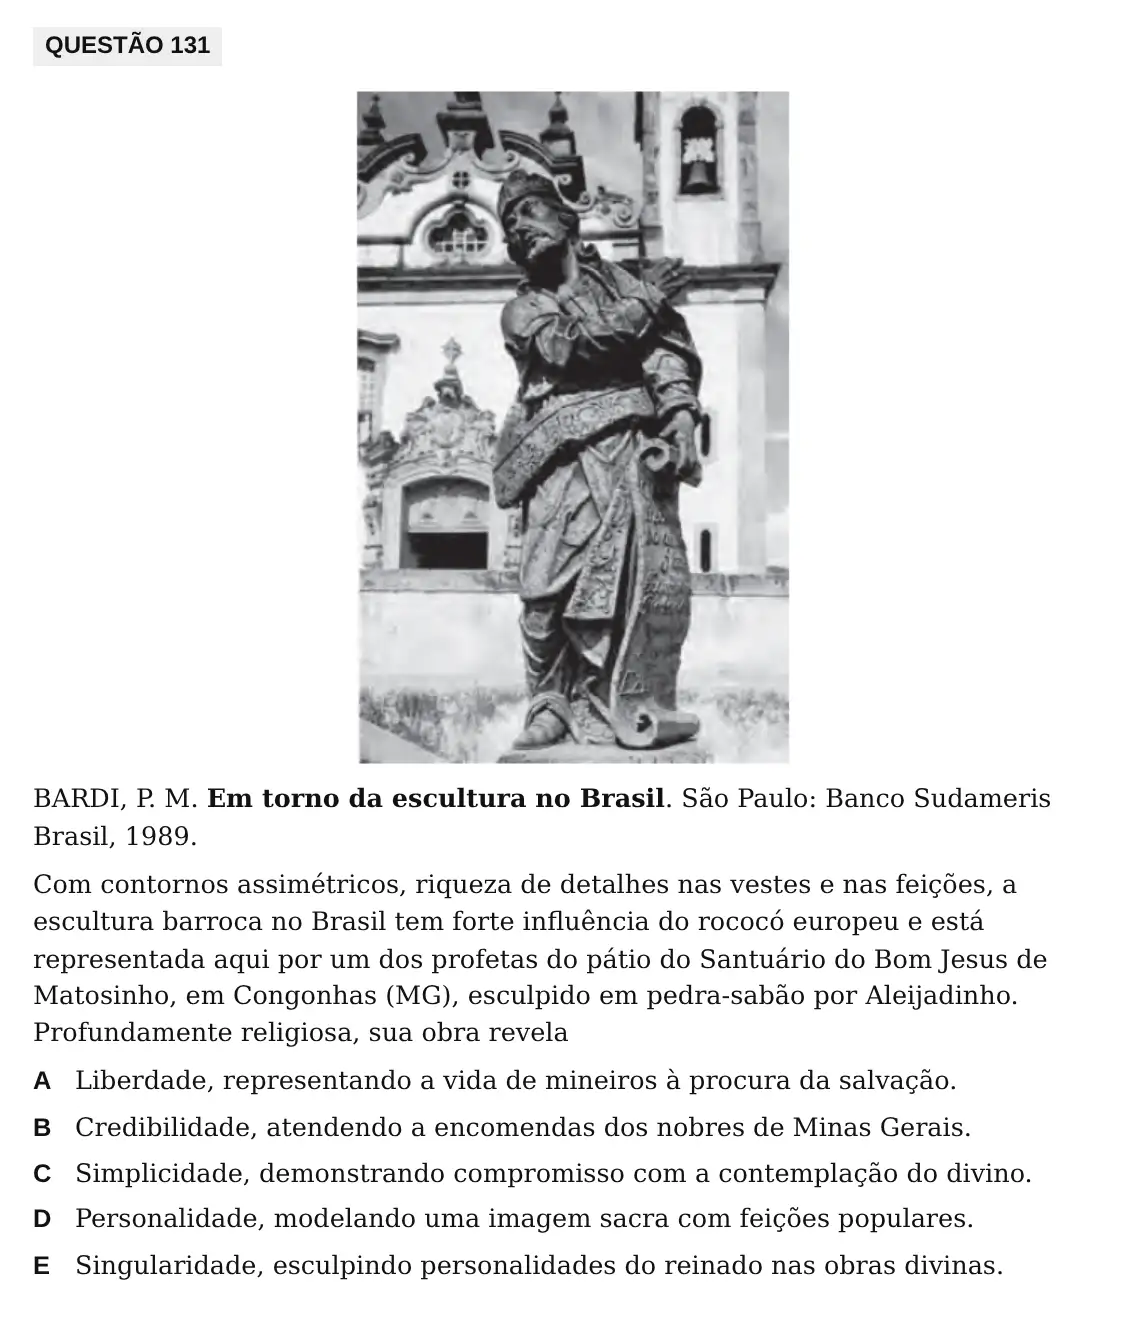 QUESTÃO 131
BARDI, P. M. Em torno da escultura no Brasil. São Paulo: Banco Sudameris
Brasil, 1989.
Com contornos assimétricos, riqueza de detalhes nas vestes e nas feições, a
escultura barroca no Brasil tem forte influência do rococó europeu e está
representada aqui por um dos profetas do pátio do Santuário do Bom Jesus de
Matosinho, em Congonhas (MG), esculpido em pedra-sabão por Aleijadinho.
Profundamente religiosa, sua obra revela
A Liberdade, representando a vida de mineiros à procura da salvação.
B Credibilidade, atendendo a encomendas dos nobres de Minas Gerais.
C Simplicidade, demonstrando compromisso com a contemplação do divino.
D Personalidade, modelando uma imagem sacra com feições populares.
E Singularidade, esculpindo personalidades do reinado nas obras divinas.